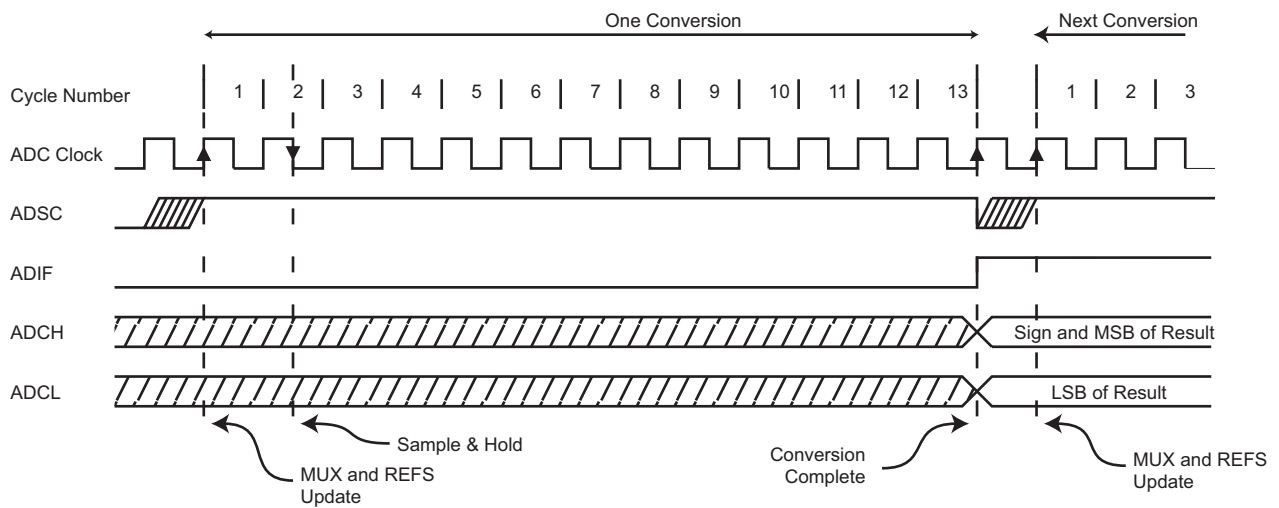 One Conversion
Next Conversion
Cycle Number
1 2 3 4 5 6 7 8 9 10 11 12 13 1 2 3
ADC Clock
ADSC
ADIF
ADCH
Sign and MSB of Result
ADCL
LSB of Result
Sample & Hold
MUX and REFS
Update
Conversion
Complete
MUX and REFS
Update